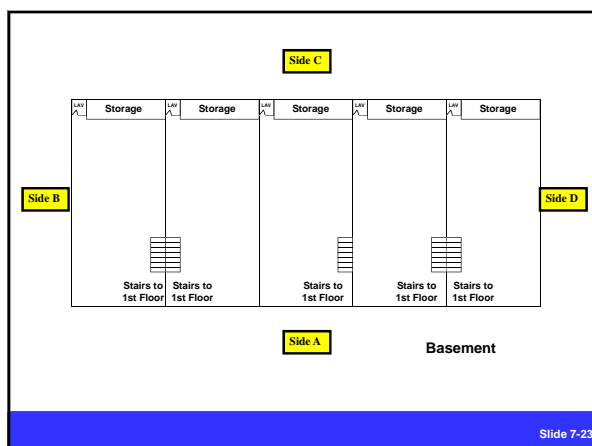 Side C
LAV Storage LAV Storage LAV Storage LAV Storage LAV Storage
Side B
Side D
Stairs to Stairs to Stairs to Stairs to Stairs to
1st Floor 1st Floor 1st Floor 1st Floor 1st Floor
Side A
Basement
Slide 7-23